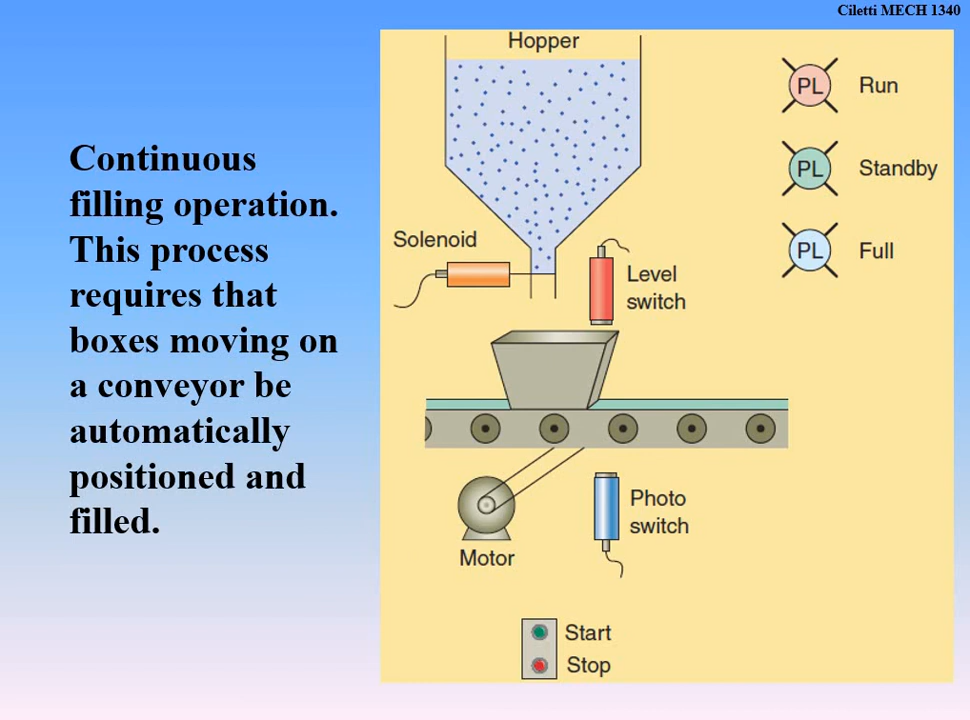 Ciletti MECH 1340
Continuous
filling operation.
This process
requires that
boxes moving on
a conveyor be
automatically
positioned and
filled.
Hopper
PL Run
PL Standby
PL Full
Solenoid
Level
switch
Photo
switch
Motor
Start
Stop